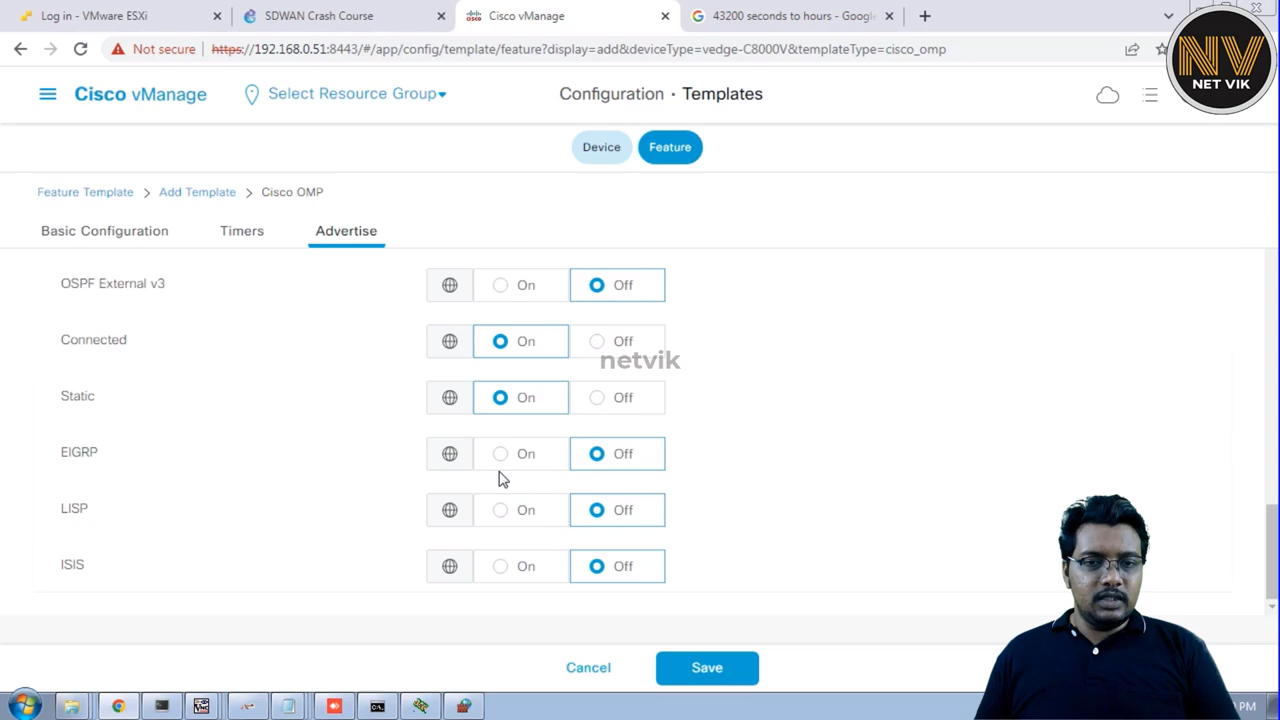 Log in - VMware ESXi
SDWAN Crash Course
Cisco vManage
43200 seconds to hours - Google
Not secure
https://192.168.0.51:8443/#/app/config/template/feature?display=add&deviceType=vedge-C8000V&templateType=cisco_omp
NV
NET VIK
Cisco vManage
Select Resource Group
Configuration · Templates
Device
Feature
Feature Template > Add Template > Cisco OMP
Basic Configuration
Timers
Advertise
OSPF External v3
On
Off
Connected
On
Off
netvik
Static
On
Off
EIGRP
On
Off
LISP
On
Off
ISIS
On
Off
Cancel
Save
PM